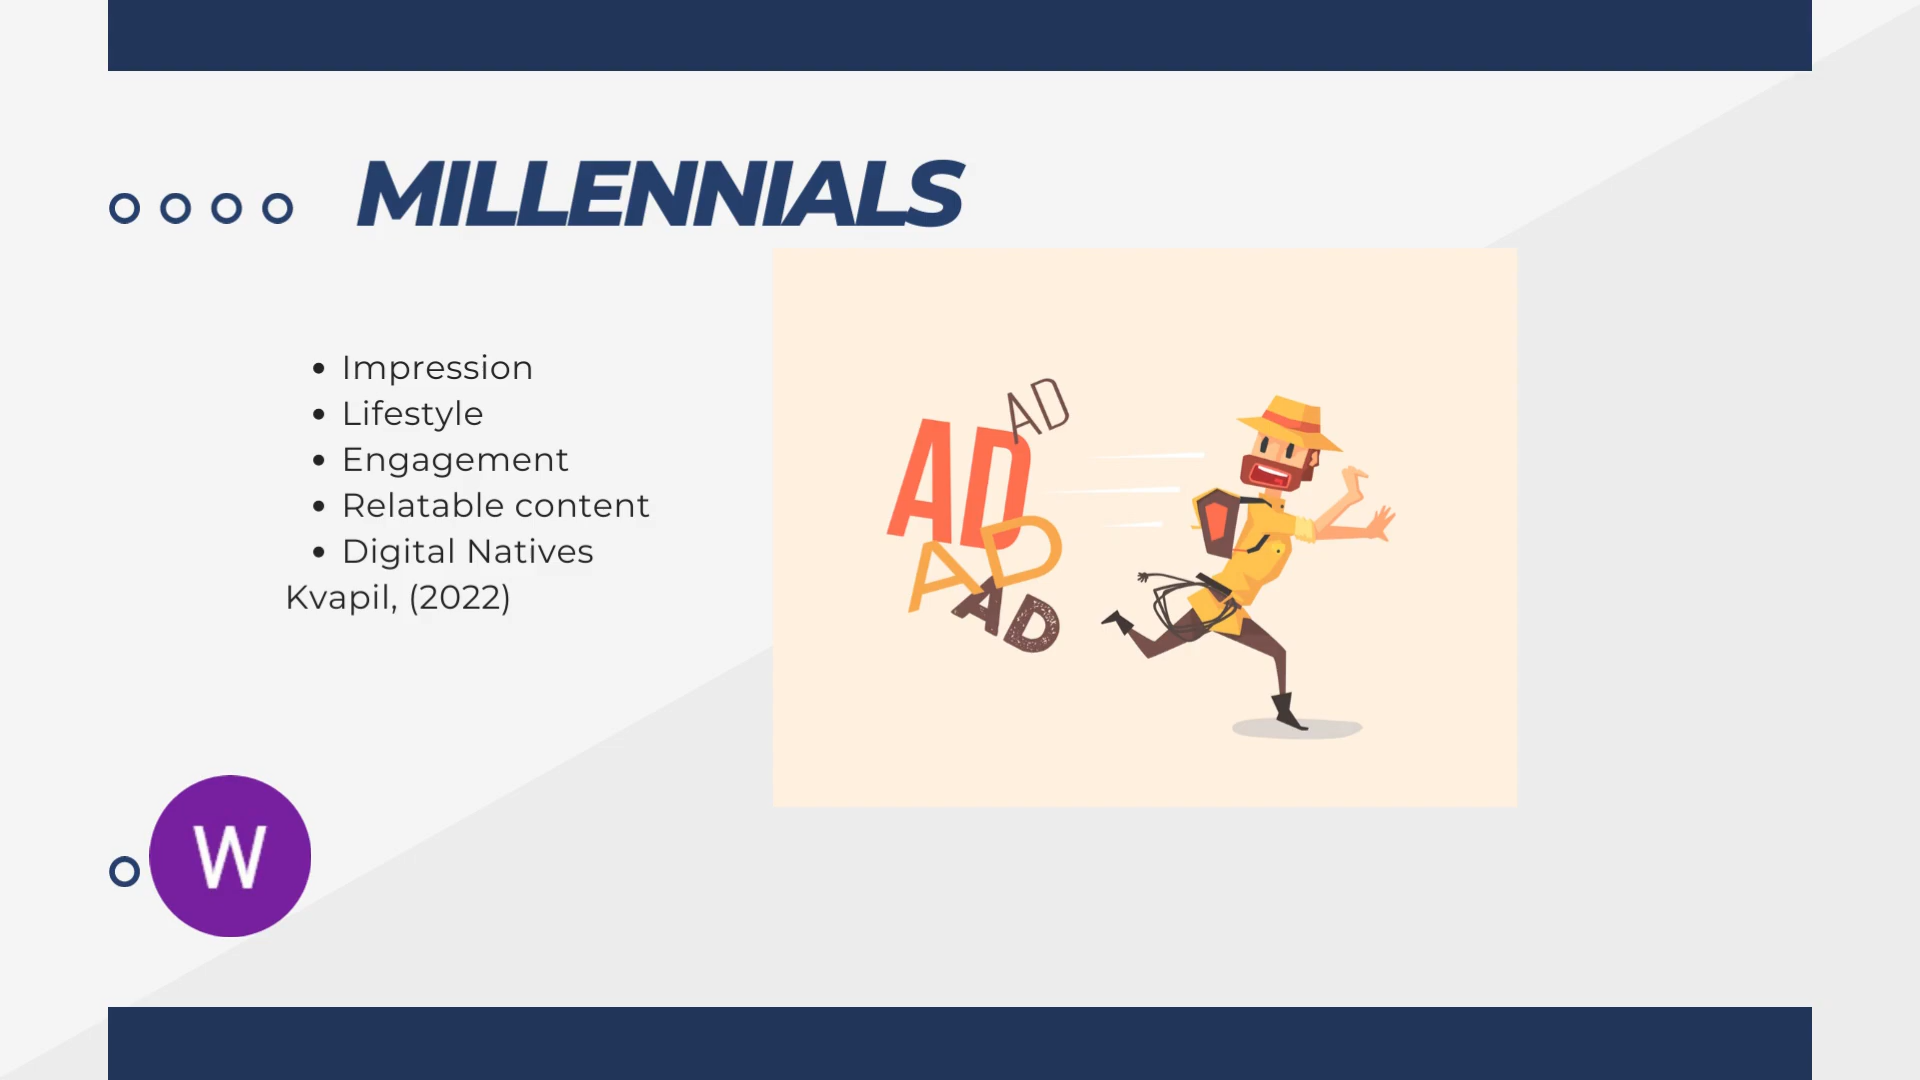 MILLENNIALS
• Impression
• Lifestyle
• Engagement
• Relatable content
• Digital Natives
Kvapil, (2022)
AD
AD
AD
AD
W